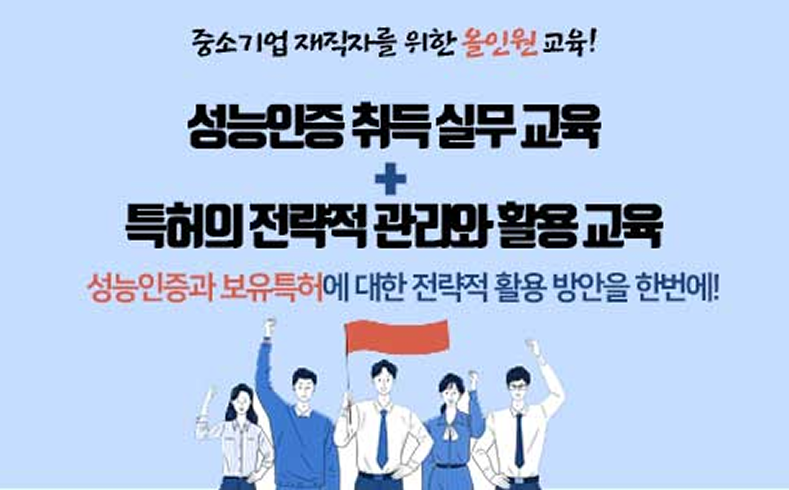 중소기업 재직자를 위한 올인원 교육!
성능인증 취득 실무 교육
+
특허의 전략적 관리와 활용 교육
성능인증과 보유특허에 대한 전략적 활용 방안을 한번에!